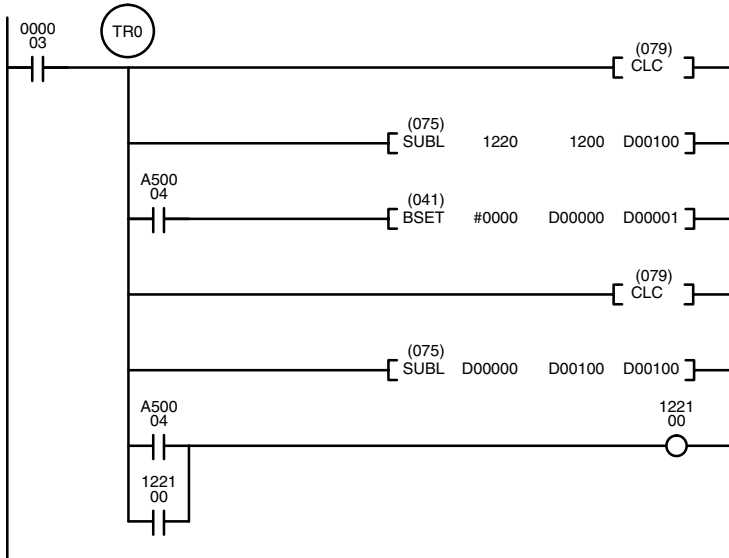 0000
03
TR0
(079)
CLC
(075)
SUBL 1220 1200 D00100
A500
04
(041)
BSET #0000 D00000 D00001
(079)
CLC
(075)
SUBL D00000 D00100 D00100
A500
04
1221
00
1221
00